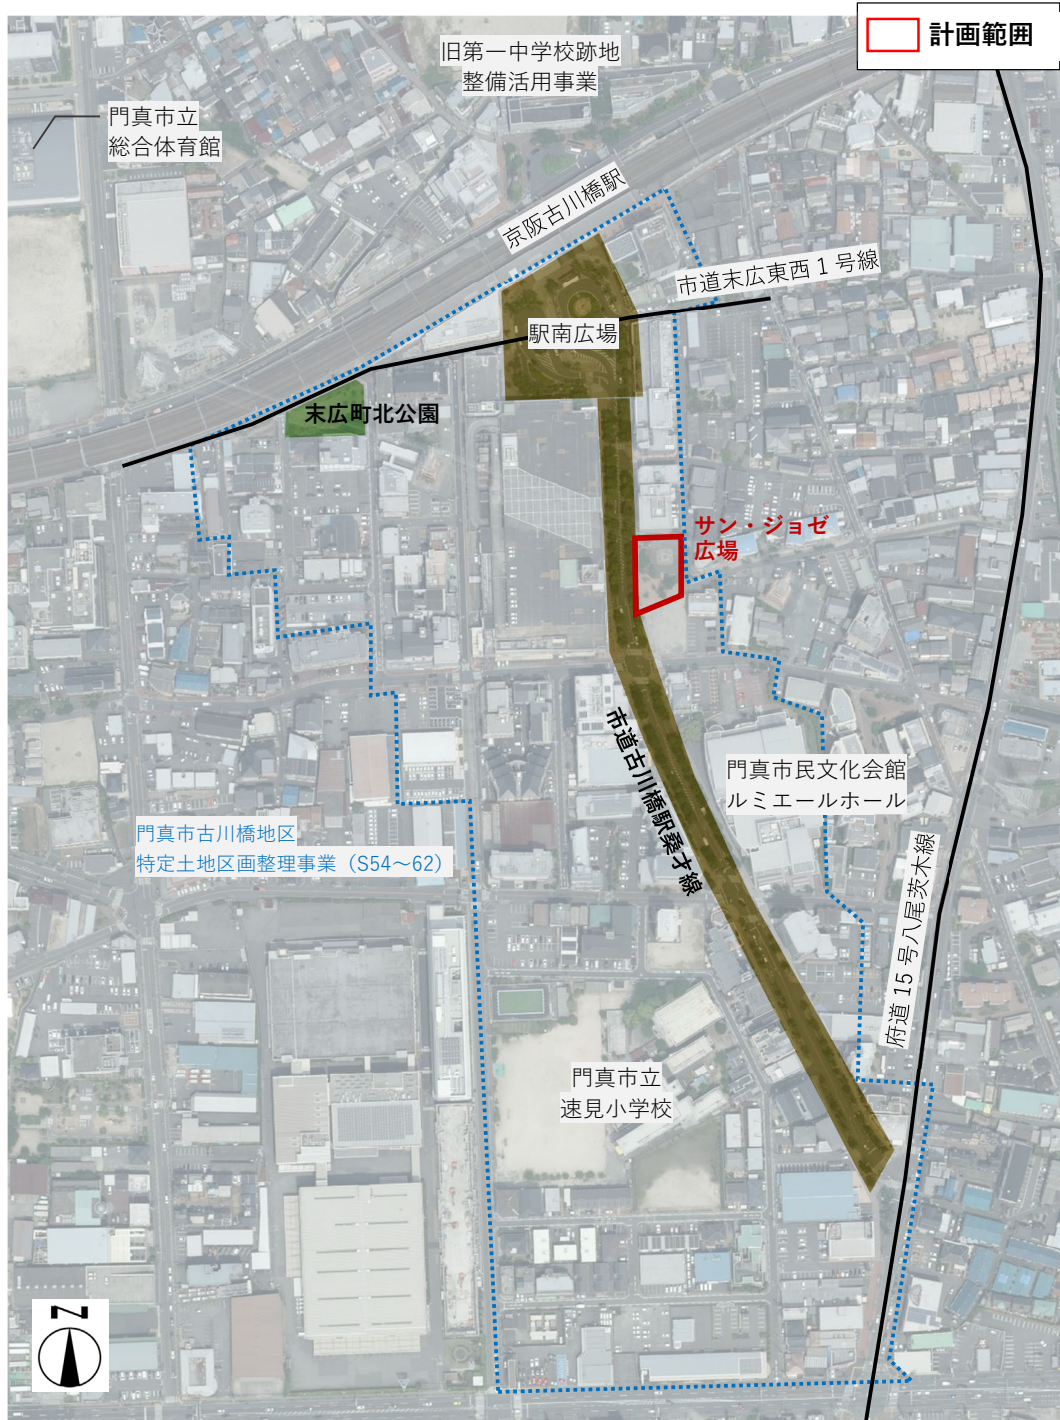 計画範囲
旧第一中学校跡地
整備活用事業
門真市立
総合体育館
京阪古川橋駅
市道末広東西 1 号線
駅南広場
末広町北公園
サン・ジョゼ
広場
市道古川橋駅桑才線
門真市民文化会館
ルミエールホール
門真市古川橋地区
特定土地区画整理事業（S54～62）
府道 15 号八尾茨木線
門真市立
速見小学校
N